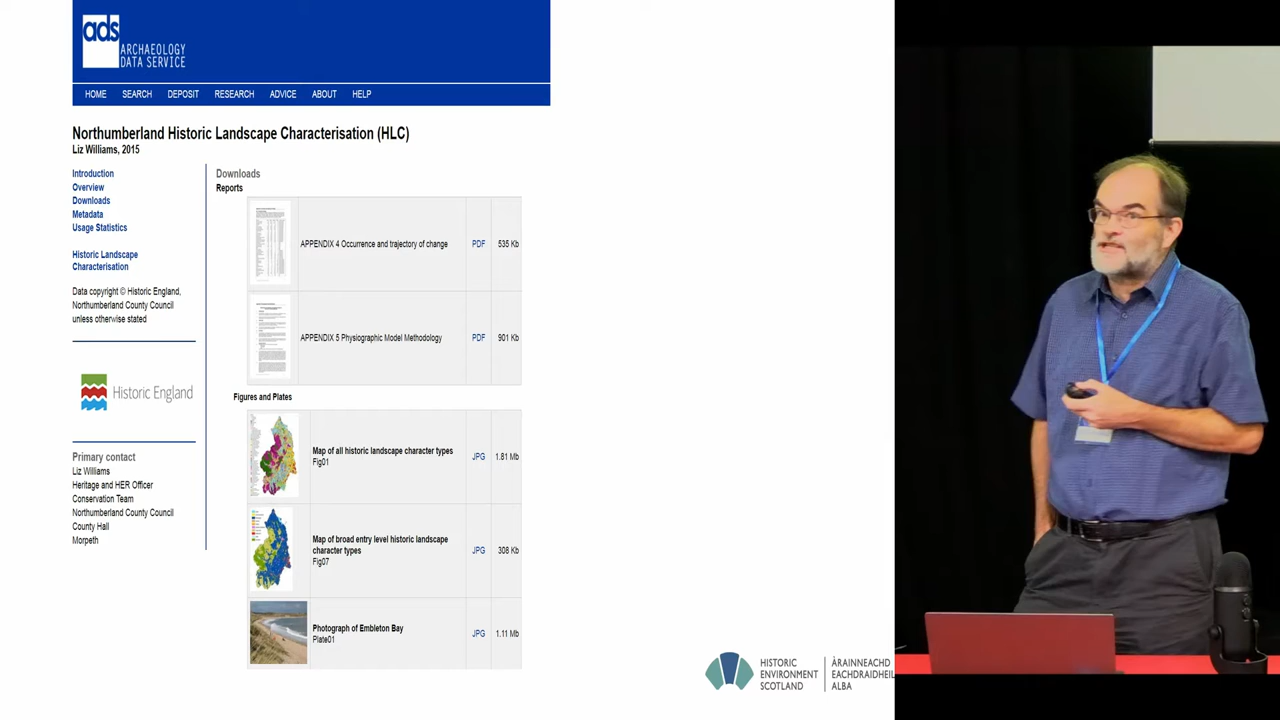 ads
ARCHAEOLOGY
DATA SERVICE
HOME SEARCH DEPOSIT RESEARCH ADVICE ABOUT HELP
Northumberland Historic Landscape Characterisation (HLC)
Liz Williams, 2015
Introduction
Overview
Downloads
Metadata
Usage Statistics
Historic Landscape
Characterisation
Data copyright © Historic England,
Northumberland County Council
unless otherwise stated
Historic England
Primary contact
Liz Williams
Heritage and HER Officer
Conservation Team
Northumberland County Council
County Hall
Morpeth
Downloads
Reports
APPENDIX 4 Occurrence and trajectory of change PDF 535 Kb
APPENDIX 5 Physiographic Model Methodology PDF 901 Kb
Figures and Plates
Map of all historic landscape character types
Fig01
JPG 1.81 Mb
Map of broad entry level historic landscape
character types
Fig07
JPG 308 Kb
Photograph of Embleton Bay
Plate01
JPG 1.11 Mb
HISTORIC
ENVIRONMENT
SCOTLAND
ÀRAINNEACHD
EACHDRAIDHEIL
ALBA